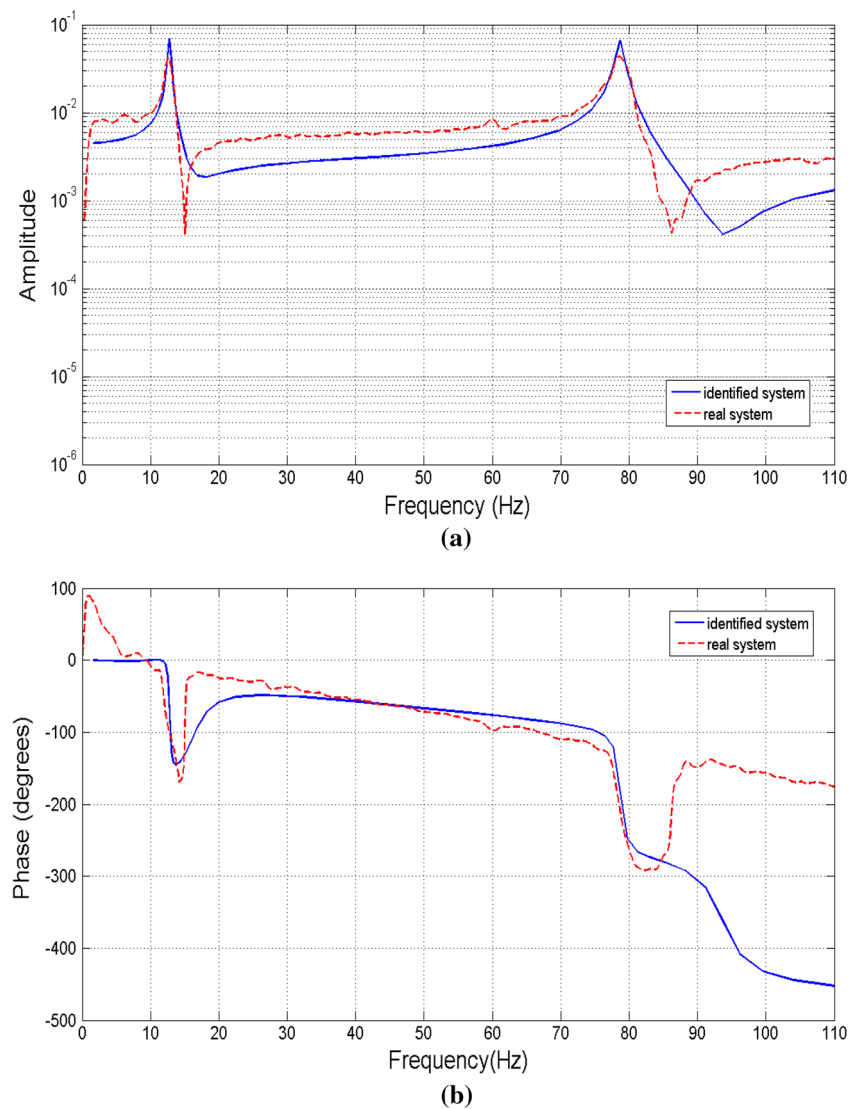 10^-1
10^-2
10^-3
10^-4
10^-5
10^-6
Amplitude
identified system
real system
0 10 20 30 40 50 60 70 80 90 100 110
Frequency (Hz)
(a)
100
0
-100
-200
-300
-400
-500
Phase (degrees)
identified system
real system
0 10 20 30 40 50 60 70 80 90 100 110
Frequency(Hz)
(b)